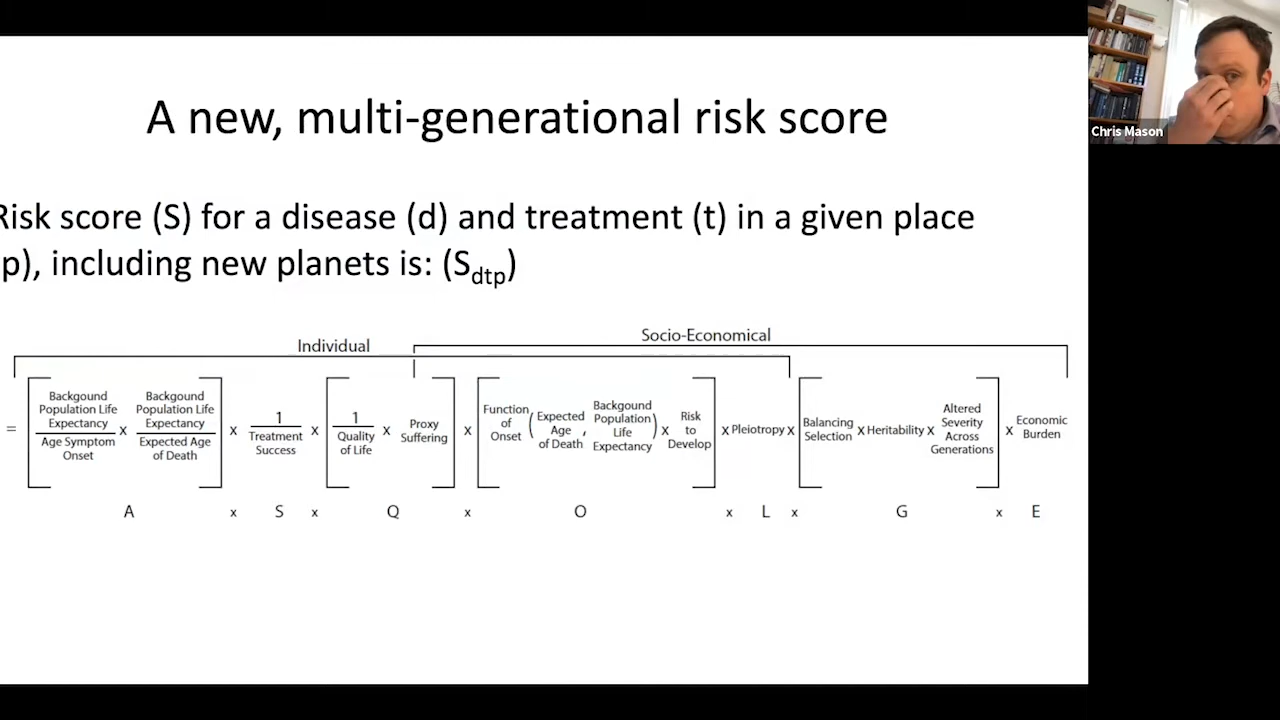 A new, multi-generational risk score
Risk score (S) for a disease (d) and treatment (t) in a given place
p), including new planets is: (Sdtp)
Individual
Socio-Economical
=
Backgound
Population Life
Expectancy
Age Symptom
Onset
x
Backgound
Population Life
Expectancy
Expected Age
of Death
x
1
Treatment
Success
x
1
Quality
of Life
x
Proxy
Suffering
x
Function
of
Onset
(
Expected
Age
of Death
,
Backgound
Population
Life
Expectancy
)
x
Risk
to
Develop
x Pleiotropy x
Balancing
Selection
x Heritability x
Altered
Severity
Across
Generations
x
Economic
Burden
A x S x Q x O x L x G x E
Chris Mason